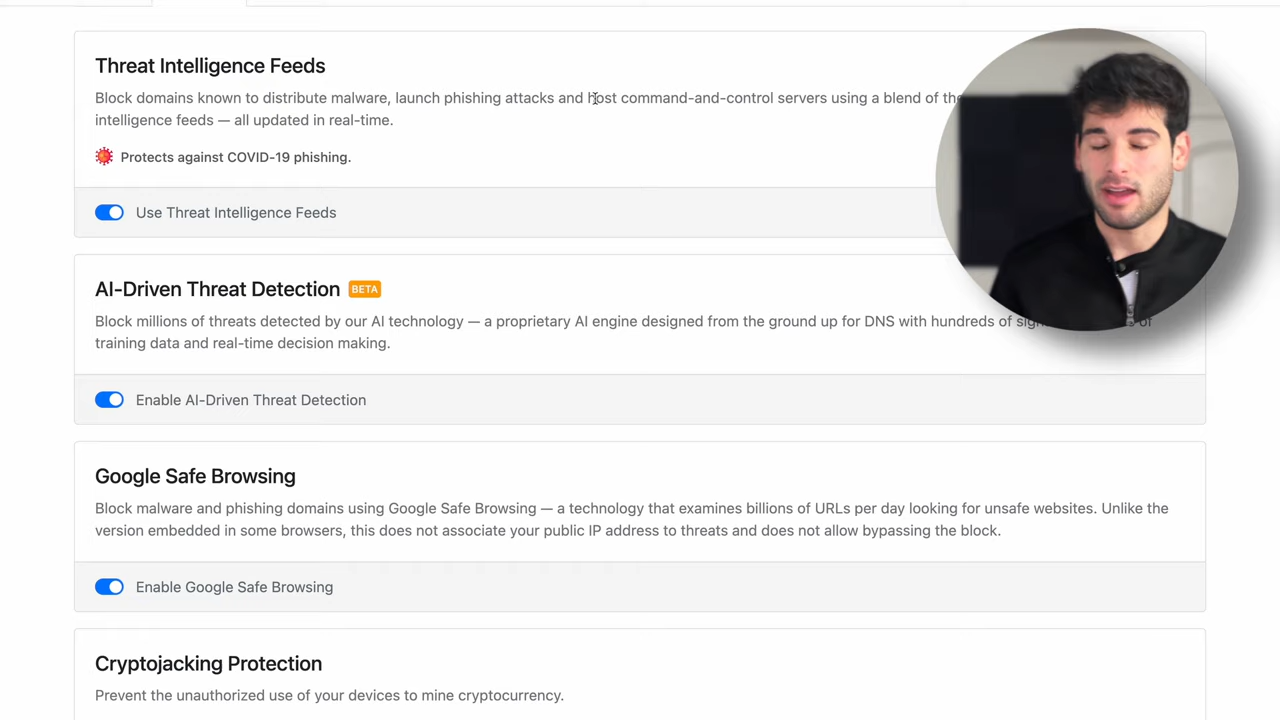 Threat Intelligence Feeds
Block domains known to distribute malware, launch phishing attacks and host command-and-control servers using a blend of
intelligence feeds — all updated in real-time.
Protects against COVID-19 phishing.
Use Threat Intelligence Feeds
AI-Driven Threat Detection BETA
Block millions of threats detected by our AI technology — a proprietary AI engine designed from the ground up for DNS with hundreds of of
training data and real-time decision making.
Enable AI-Driven Threat Detection
Google Safe Browsing
Block malware and phishing domains using Google Safe Browsing — a technology that examines billions of URLs per day looking for unsafe websites. Unlike the
version embedded in some browsers, this does not associate your public IP address to threats and does not allow bypassing the block.
Enable Google Safe Browsing
Cryptojacking Protection
Prevent the unauthorized use of your devices to mine cryptocurrency.